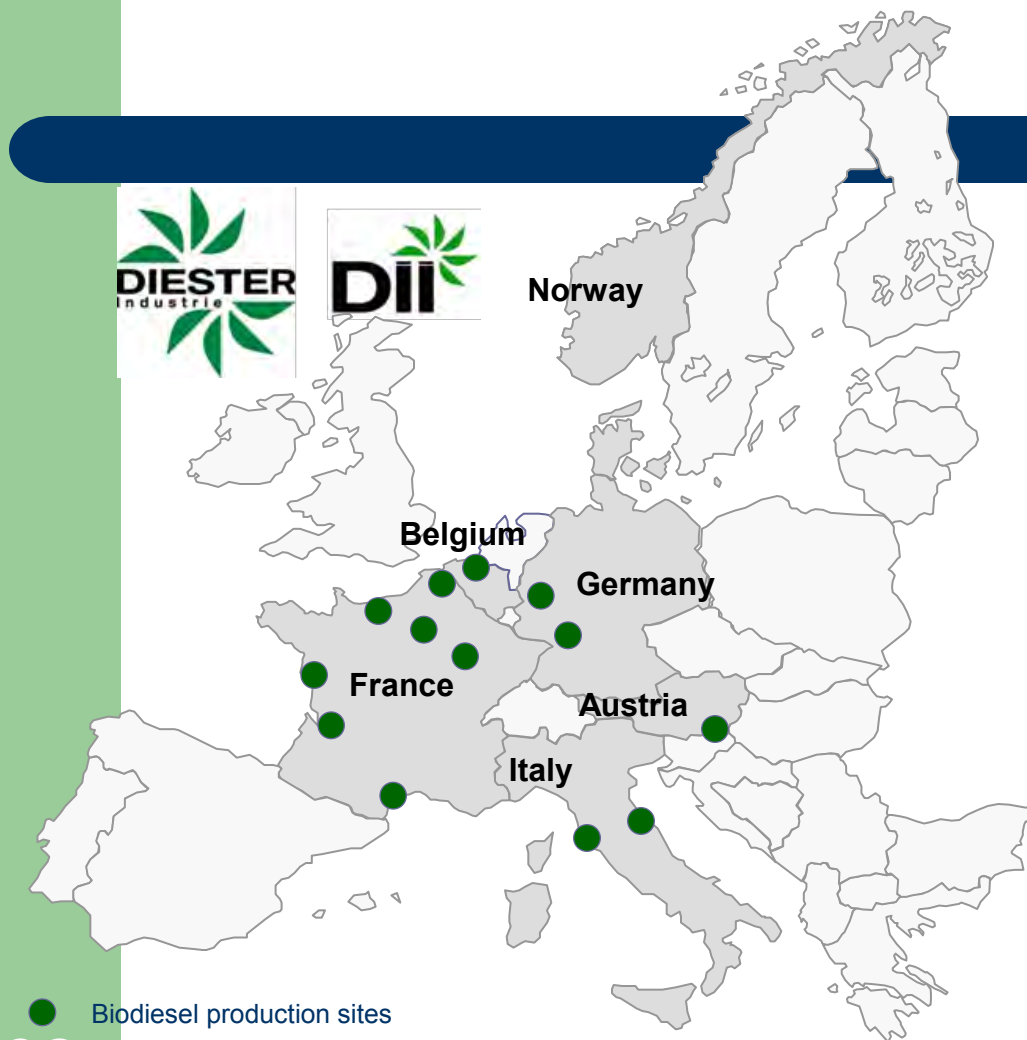 DIESTER
Industrie
Dii
Norway
Belgium
Germany
France
Austria
Italy
Biodiesel production sites